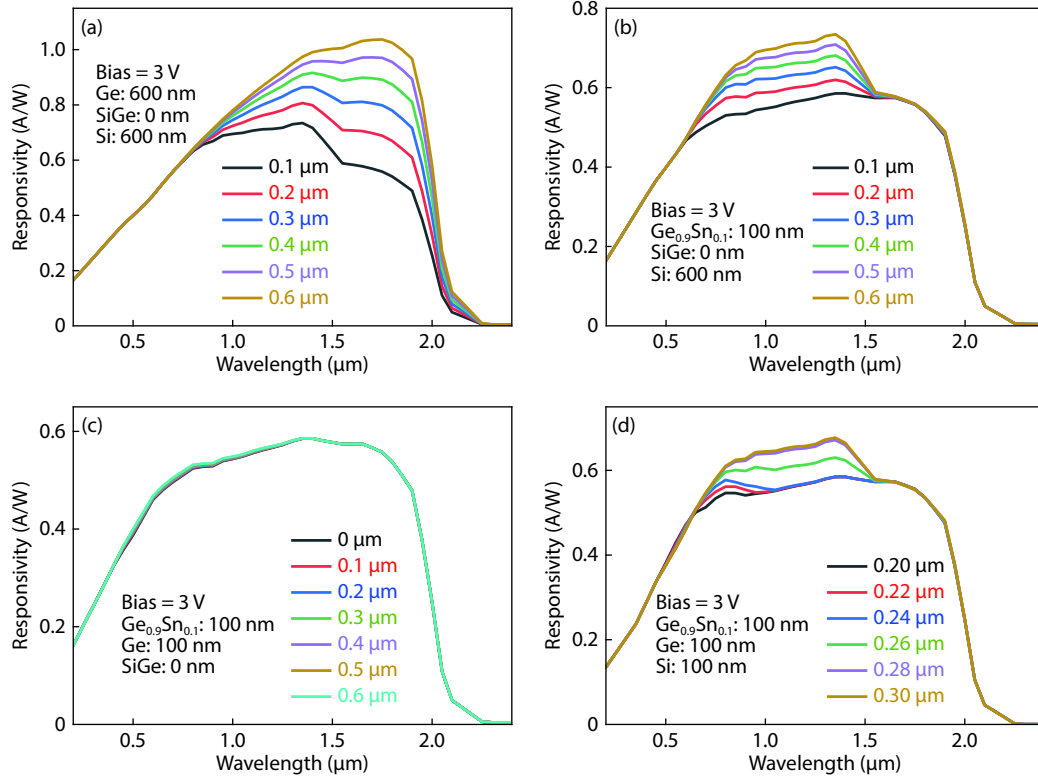 (a)
Bias = 3 V
Ge: 600 nm
SiGe: 0 nm
Si: 600 nm
0.1 μm
0.2 μm
0.3 μm
0.4 μm
0.5 μm
0.6 μm
Responsivity (A/W)
1.0
0.8
0.6
0.4
0.2
0
0.5
1.0
1.5
2.0
Wavelength (μm)
(b)
0.1 μm
0.2 μm
0.3 μm
0.4 μm
0.5 μm
0.6 μm
Bias = 3 V
Ge₀.₉Sn₀.₁: 100 nm
SiGe: 0 nm
Si: 600 nm
Responsivity (A/W)
0.8
0.6
0.4
0.2
0
0.5
1.0
1.5
2.0
Wavelength (μm)
(c)
0 μm
0.1 μm
0.2 μm
0.3 μm
0.4 μm
0.5 μm
0.6 μm
Bias = 3 V
Ge₀.₉Sn₀.₁: 100 nm
Ge: 100 nm
SiGe: 0 nm
Responsivity (A/W)
0.6
0.4
0.2
0
0.5
1.0
1.5
2.0
Wavelength (μm)
(d)
0.20 μm
0.22 μm
0.24 μm
0.26 μm
0.28 μm
0.30 μm
Bias = 3 V
Ge₀.₉Sn₀.₁: 100 nm
Ge: 100 nm
Si: 100 nm
Responsivity (A/W)
0.6
0.4
0.2
0
0.5
1.0
1.5
2.0
Wavelength (μm)